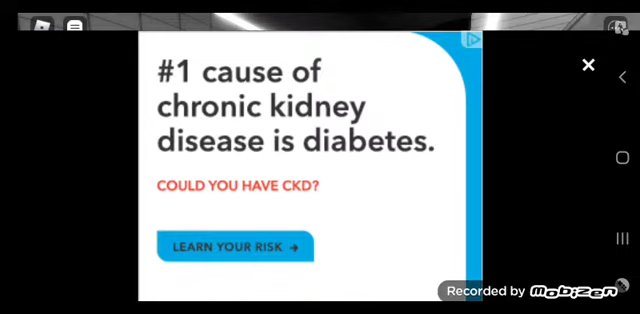 #1 cause of
chronic kidney
disease is diabetes.
COULD YOU HAVE CKD?
LEARN YOUR RISK →
Recorded by Mobizen